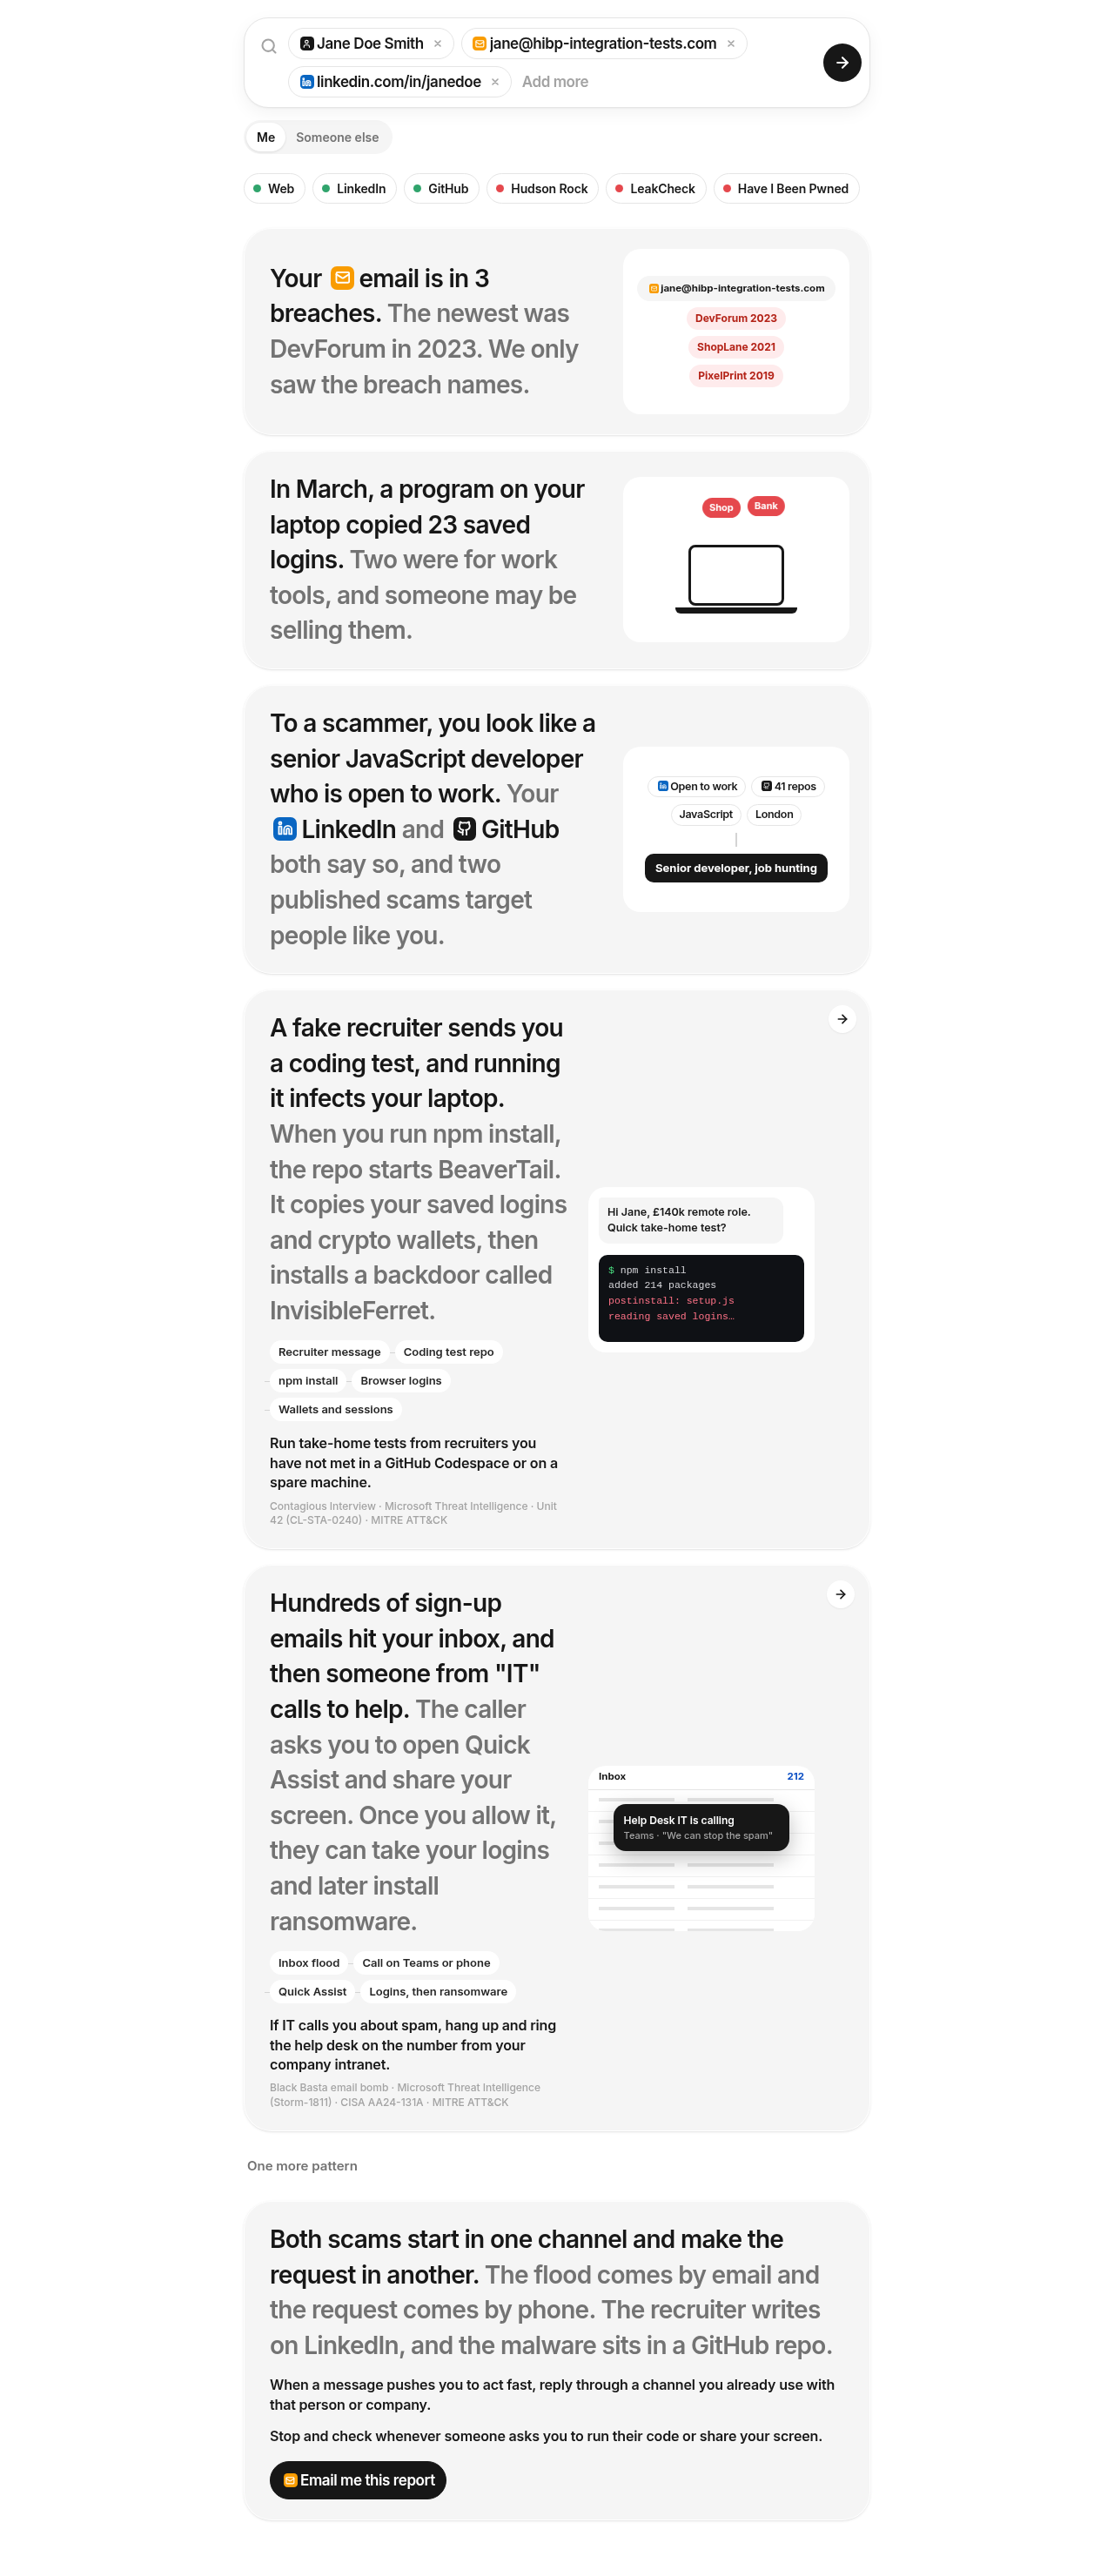 Jane Doe Smith ×
jane@hibp-integration-tests.com ×
linkedin.com/in/janedoe ×
Add more
Me
Someone else
Web
LinkedIn
GitHub
Hudson Rock
LeakCheck
Have I Been Pwned
Your email is in 3
breaches. The newest was
DevForum in 2023. We only
saw the breach names.
jane@hibp-integration-tests.com
DevForum 2023
ShopLane 2021
PixelPrint 2019
In March, a program on your
laptop copied 23 saved
logins. Two were for work
tools, and someone may be
selling them.
Shop
Bank
To a scammer, you look like a
senior JavaScript developer
who is open to work. Your
LinkedIn and GitHub
both say so, and two
published scams target
people like you.
Open to work
41 repos
JavaScript
London
Senior developer, job hunting
A fake recruiter sends you
a coding test, and running
it infects your laptop.
When you run npm install,
the repo starts BeaverTail.
It copies your saved logins
and crypto wallets, then
installs a backdoor called
InvisibleFerret.
Recruiter message
Coding test repo
npm install
Browser logins
Wallets and sessions
Run take-home tests from recruiters you
have not met in a GitHub Codespace or on a
spare machine.
Contagious Interview · Microsoft Threat Intelligence · Unit
42 (CL-STA-0240) · MITRE ATT&CK
Hi Jane, £140k remote role.
Quick take-home test?
$ npm install
added 214 packages
postinstall: setup.js
reading saved logins…
Hundreds of sign-up
emails hit your inbox, and
then someone from "IT"
calls to help. The caller
asks you to open Quick
Assist and share your
screen. Once you allow it,
they can take your logins
and later install
ransomware.
Inbox flood
Call on Teams or phone
Quick Assist
Logins, then ransomware
If IT calls you about spam, hang up and ring
the help desk on the number from your
company intranet.
Black Basta email bomb · Microsoft Threat Intelligence
(Storm-1811) · CISA AA24-131A · MITRE ATT&CK
Inbox
212
Help Desk IT is calling
Teams · "We can stop the spam"
One more pattern
Both scams start in one channel and make the
request in another. The flood comes by email and
the request comes by phone. The recruiter writes
on LinkedIn, and the malware sits in a GitHub repo.
When a message pushes you to act fast, reply through a channel you already use with
that person or company.
Stop and check whenever someone asks you to run their code or share your screen.
Email me this report